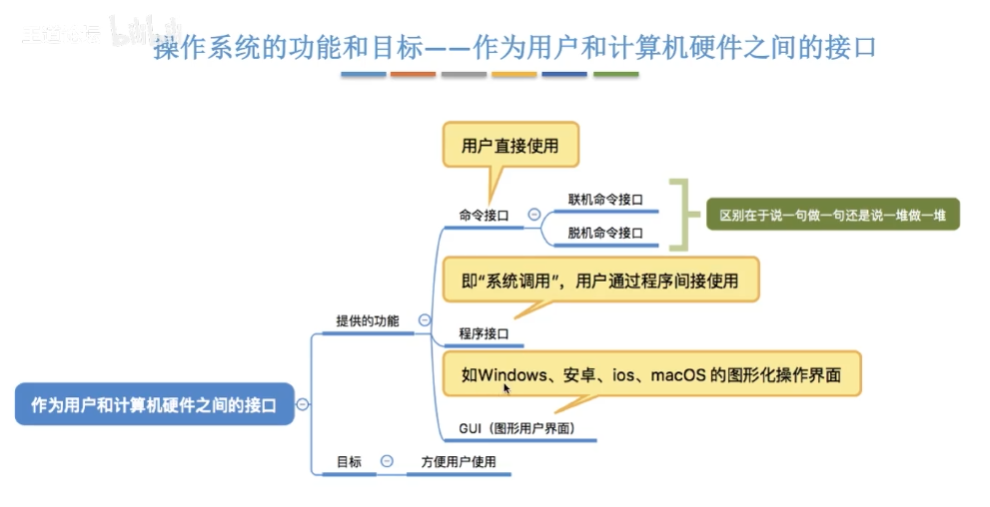 操作系统的功能和目标——作为用户和计算机硬件之间的接口
用户直接使用
命令接口
联机命令接口
脱机命令接口
区别在于说一句做一句还是说一堆做一堆
即“系统调用”，用户通过程序间接使用
提供的功能
程序接口
如Windows、安卓、ios、macOS 的图形化操作界面
作为用户和计算机硬件之间的接口
GUI（图形用户界面）
目标
方便用户使用